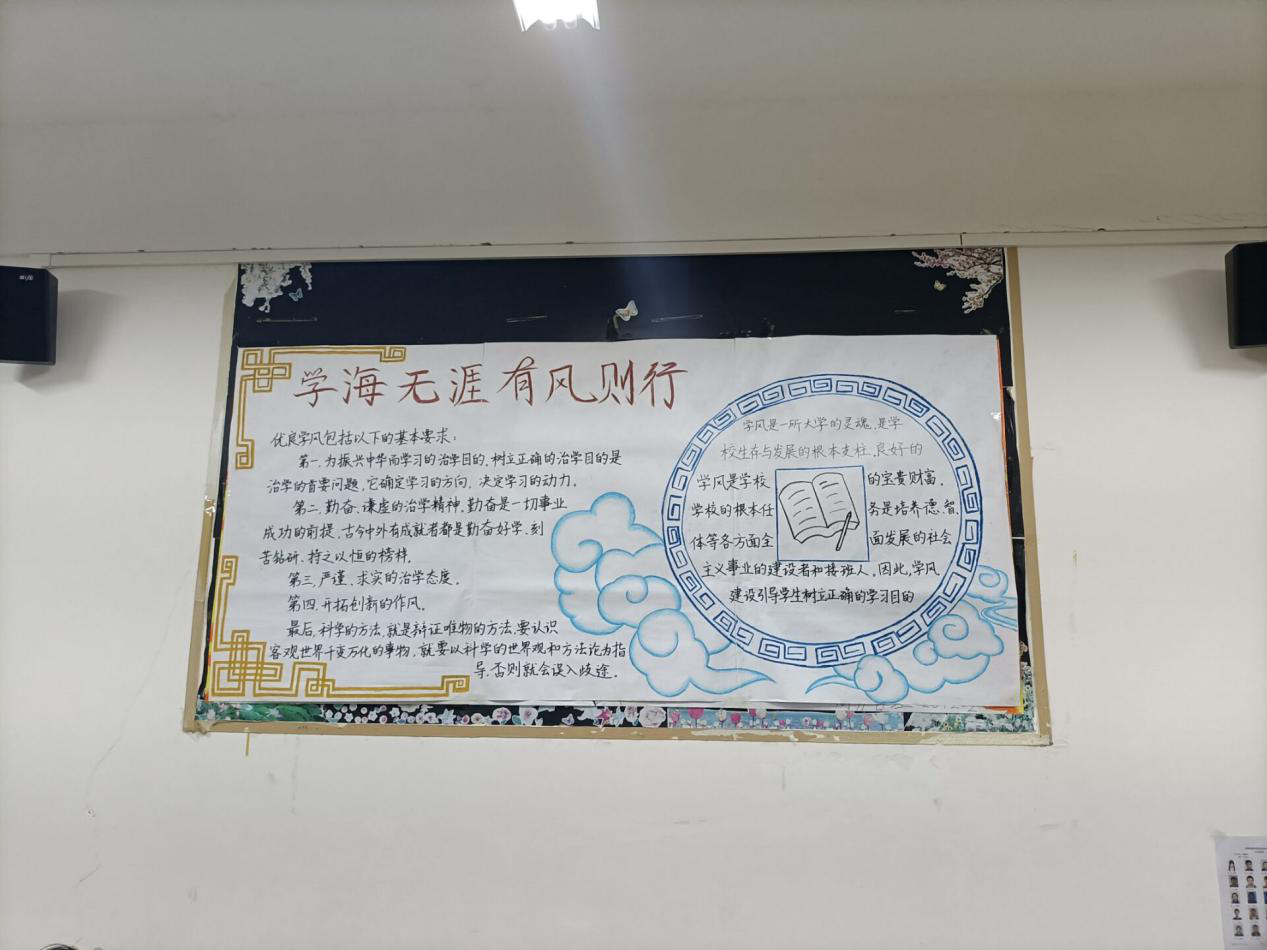 学海无涯有风则行
优良学风包括以下的基本要求：
第一、为振兴中华而学习的治学目的，树立正确的治学目的是
治学的首要问题，它确定学习的方向，决定学习的动力。
第二、勤奋、谦虚的治学精神，勤奋是一切事业
成功的前提、古今中外有成就者都是勤奋好学、刻
苦钻研、持之以恒的榜样。
第三、严谨、求实的治学态度。
第四、开拓创新的作风。
最后，科学的方法，就是辩证唯物的方法，要认识
客观世界千变万化的事物，就要以科学的世界观和方法论为指
导，否则就会误入歧途。
学风是一所大学的灵魂，是学
校生存与发展的根本支柱、良好的
学风是学校的宝贵财富．
学校的根本任务是培养德、智、
体等各方面全面发展的社会
主义事业的建设者和接班人。因此，学风
建设引导学生树立正确的学习目的